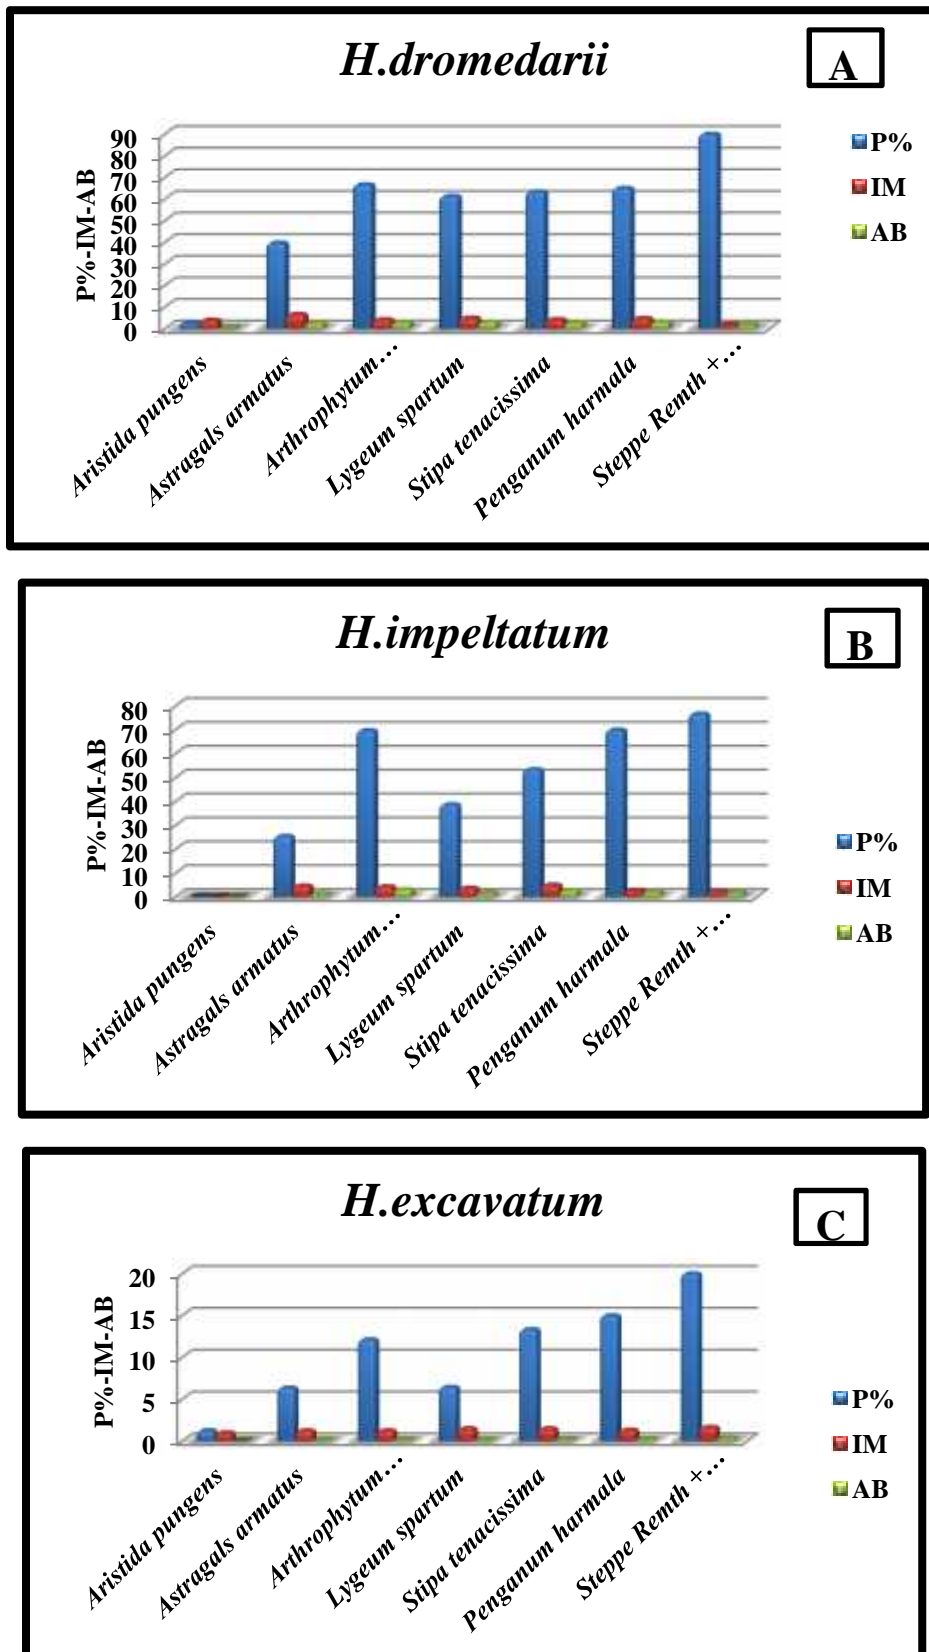 H.dromedarii
A
P%-IM-AB
90
80
70
60
50
40
30
20
10
0
P%
IM
AB
Aristida pungens
Astragals armatus
Arthrophytum...
Lygeum spartum
Stipa tenacissima
Penganum harmala
Steppe Remth +...
H.impeltatum
B
P%-IM-AB
80
70
60
50
40
30
20
10
0
P%
IM
AB
Aristida pungens
Astragals armatus
Arthrophytum...
Lygeum spartum
Stipa tenacissima
Penganum harmala
Steppe Remth +...
H.excavatum
C
P%-IM-AB
20
15
10
5
0
P%
IM
AB
Aristida pungens
Astragals armatus
Arthrophytum...
Lygeum spartum
Stipa tenacissima
Penganum harmala
Steppe Remth +...